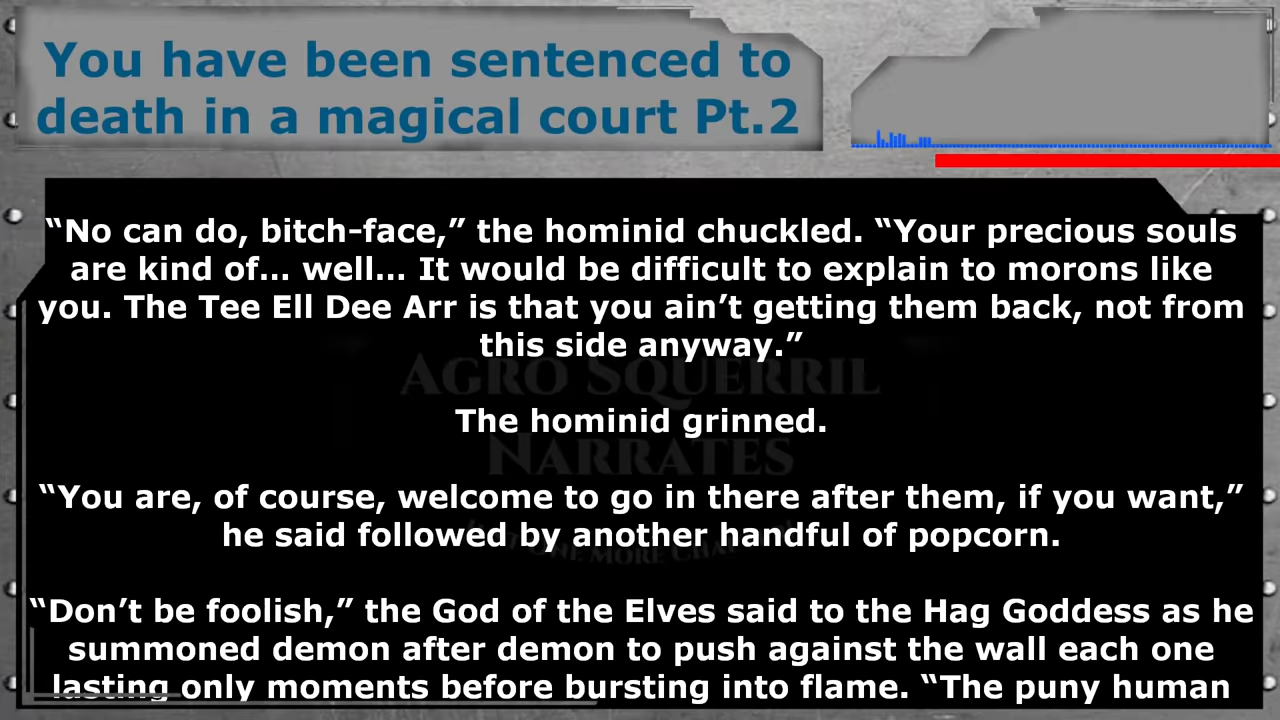 You have been sentenced to
death in a magical court Pt.2
“No can do, bitch-face,” the hominid chuckled. “Your precious souls
are kind of... well... It would be difficult to explain to morons like
you. The Tee Ell Dee Arr is that you ain’t getting them back, not from
this side anyway.”
AGRO SQUERRIL
The hominid grinned.
NARRATES
“You are, of course, welcome to go in there after them, if you want,”
he said followed by another handful of popcorn.
ONE MORE
“Don’t be foolish,” the God of the Elves said to the Hag Goddess as he
summoned demon after demon to push against the wall each one
lasting only moments before bursting into flame. “The puny human